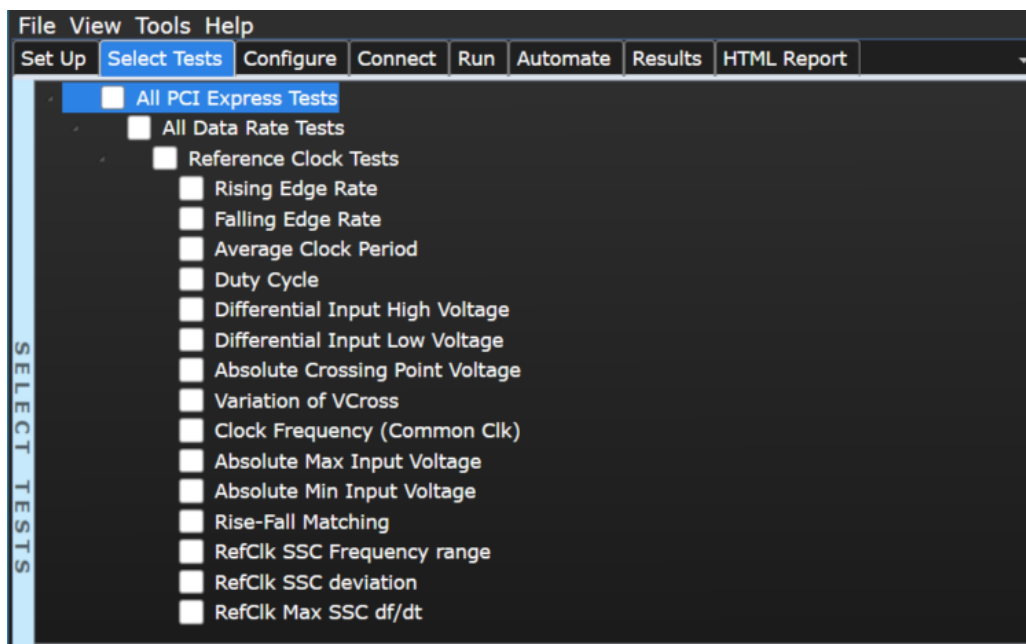 File View Tools Help
Set Up Select Tests Configure Connect Run Automate Results HTML Report
SELECT TESTS
All PCI Express Tests
All Data Rate Tests
Reference Clock Tests
Rising Edge Rate
Falling Edge Rate
Average Clock Period
Duty Cycle
Differential Input High Voltage
Differential Input Low Voltage
Absolute Crossing Point Voltage
Variation of VCross
Clock Frequency (Common Clk)
Absolute Max Input Voltage
Absolute Min Input Voltage
Rise-Fall Matching
RefClk SSC Frequency range
RefClk SSC deviation
RefClk Max SSC df/dt